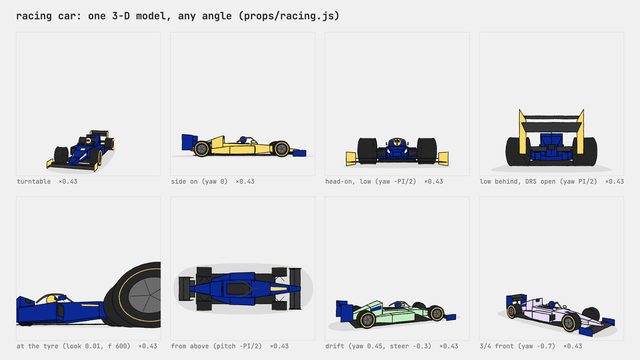 racing car: one 3-D model, any angle (props/racing.js)
turntable ×0.43
side on (yaw 0) ×0.43
head-on, low (yaw -PI/2) ×0.43
low behind, DRS open (yaw PI/2) ×0.43
at the tyre (look 0.01, f 600) ×0.43
from above (pitch -PI/2) ×0.43
drift (yaw 0.45, steer -0.3) ×0.43
3/4 front (yaw -0.7) ×0.43